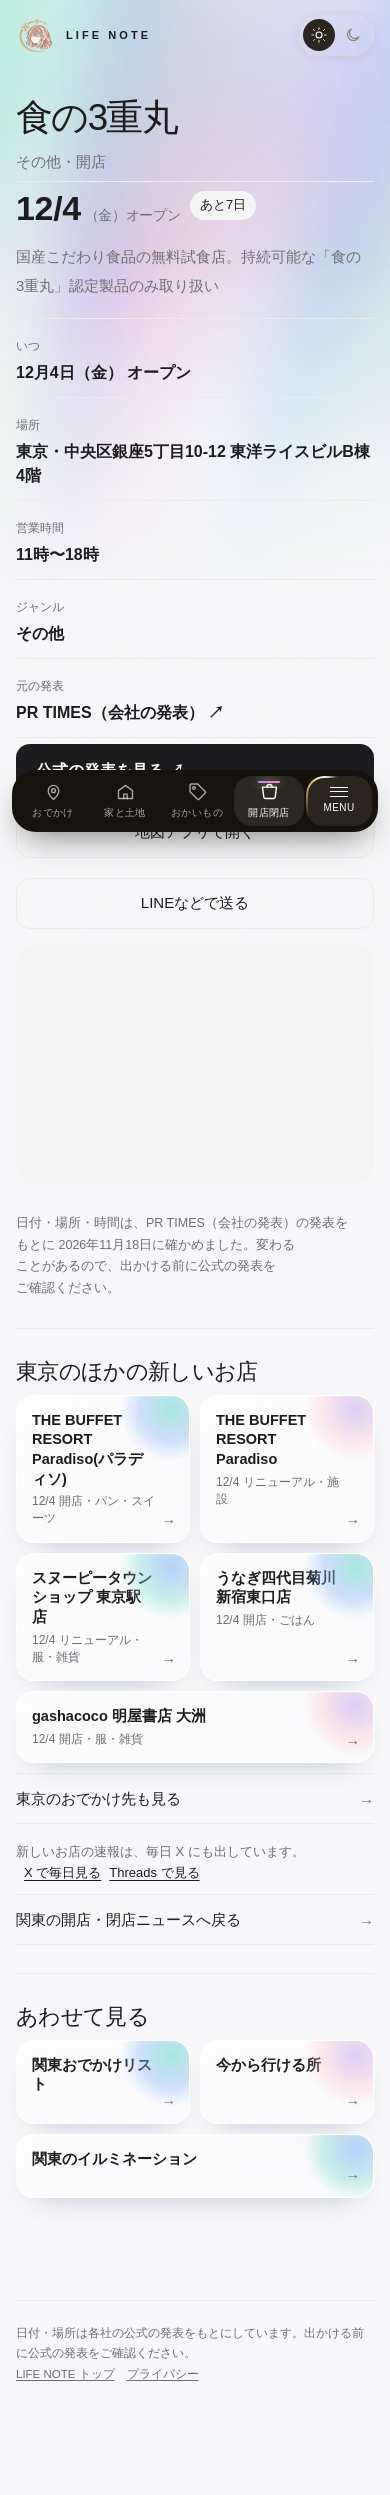 LIFE NOTE
食の3重丸
その他・開店
12/4（金）オープン あと7日
国産こだわり食品の無料試食店。持続可能な「食の
3重丸」認定製品のみ取り扱い
いつ
12月4日（金） オープン
場所
東京・中央区銀座5丁目10-12 東洋ライスビルB棟
4階
営業時間
11時〜18時
ジャンル
その他
元の発表
PR TIMES（会社の発表） ↗
公式の発表を見る ↗
おでかけ 家と土地 おかいもの 開店閉店 MENU
地図アプリで開く
LINEなどで送る
日付・場所・時間は、PR TIMES（会社の発表）の発表を
もとに 2026年11月18日に確かめました。変わる
ことがあるので、出かける前に公式の発表を
ご確認ください。
東京のほかの新しいお店
THE BUFFET
RESORT
Paradiso(パラデ
ィソ)
12/4 開店・パン・スイ
ーツ
→
THE BUFFET
RESORT
Paradiso
12/4 リニューアル・施
設
→
スヌーピータウン
ショップ 東京駅
店
12/4 リニューアル・
服・雑貨
→
うなぎ四代目菊川
新宿東口店
12/4 開店・ごはん
→
gashacoco 明屋書店 大洲
12/4 開店・服・雑貨
→
東京のおでかけ先も見る →
新しいお店の速報は、毎日 X にも出しています。
X で毎日見る Threads で見る
関東の開店・閉店ニュースへ戻る →
あわせて見る
関東おでかけリス
ト
→
今から行ける所
→
関東のイルミネーション
→
日付・場所は各社の公式の発表をもとにしています。出かける前
に公式の発表をご確認ください。
LIFE NOTE トップ プライバシー